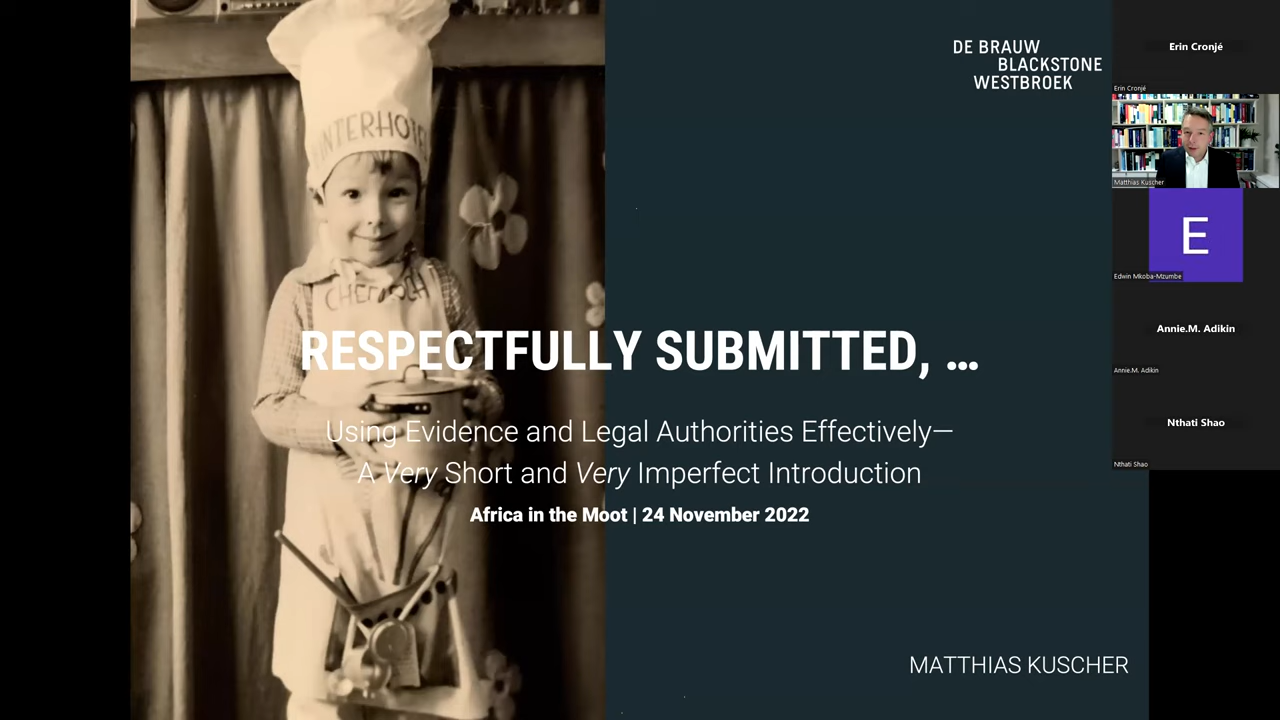 INTERHOTEL
DE BRAUW
BLACKSTONE
WESTBROEK
RESPECTFULLY SUBMITTED, …
Using Evidence and Legal Authorities Effectively—
A Very Short and Very Imperfect Introduction
Africa in the Moot | 24 November 2022
MATTHIAS KUSCHER
Erin Cronjé
Erin Cronjé
Matthias Kuscher
E
Edwin Mkoba-Mzumbe
Annie.M. Adikin
Annie.M. Adikin
Nthati Shao
Nthati Shao